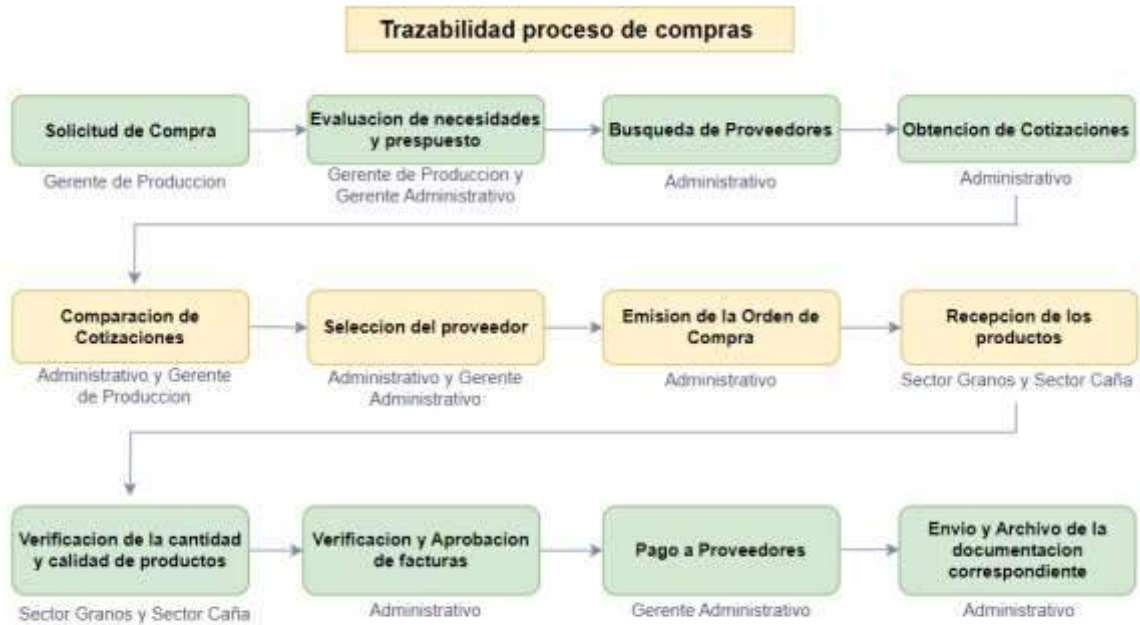 Trazabilidad proceso de compras
Solicitud de Compra
Gerente de Produccion
Evaluacion de necesidades
y prespuesto
Gerente de Produccion y
Gerente Administrativo
Busqueda de Proveedores
Administrativo
Obtencion de Cotizaciones
Administrativo
Comparacion de
Cotizaciones
Administrativo y Gerente
de Produccion
Seleccion del proveedor
Administrativo y Gerente
Administrativo
Emision de la Orden de
Compra
Administrativo
Recepcion de los
productos
Sector Granos y Sector Caña
Verificacion de la cantidad
y calidad de productos
Sector Granos y Sector Caña
Verificacion y Aprobacion
de facturas
Administrativo
Pago a Proveedores
Gerente Administrativo
Envio y Archivo de la
documentacion
correspondiente
Administrativo